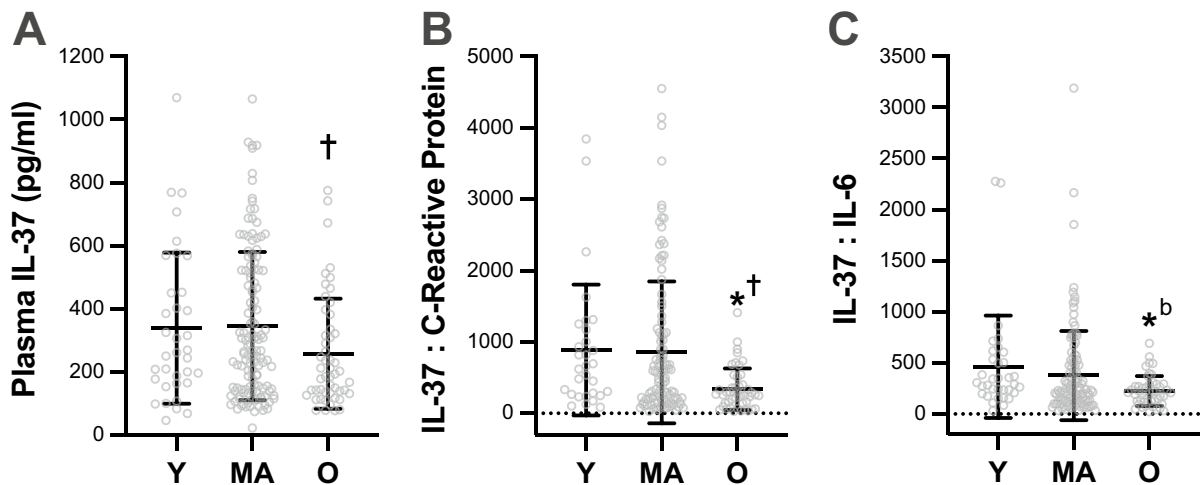 A
Plasma IL-37 (pg/ml)
1200
1000
800
600
400
200
0
†
Y MA O
B
IL-37 : C-Reactive Protein
5000
4000
3000
2000
1000
0
*†
Y MA O
C
IL-37 : IL-6
3500
3000
2500
2000
1500
1000
500
0
*b
Y MA O